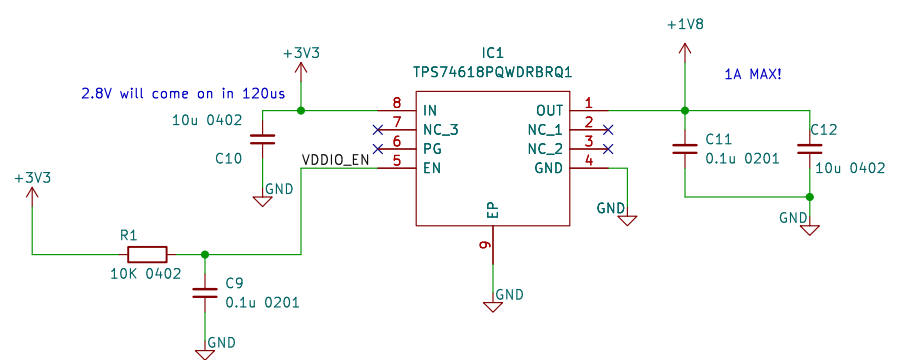 +1V8
+3V3
IC1
TPS74618PQWDRBRQ1
1A MAX!
2.8V will come on in 120us
8 IN OUT 1
10u 0402
7 NC_3 NC_1 2
C12
C11
6 PG NC_2 3
C10
0.1u 0201
VDDIO_EN
5 EN GND 4
10u 0402
+3V3
GND
GND
EP
GND
R1
9
10K 0402
C9
GND
0.1u 0201
GND